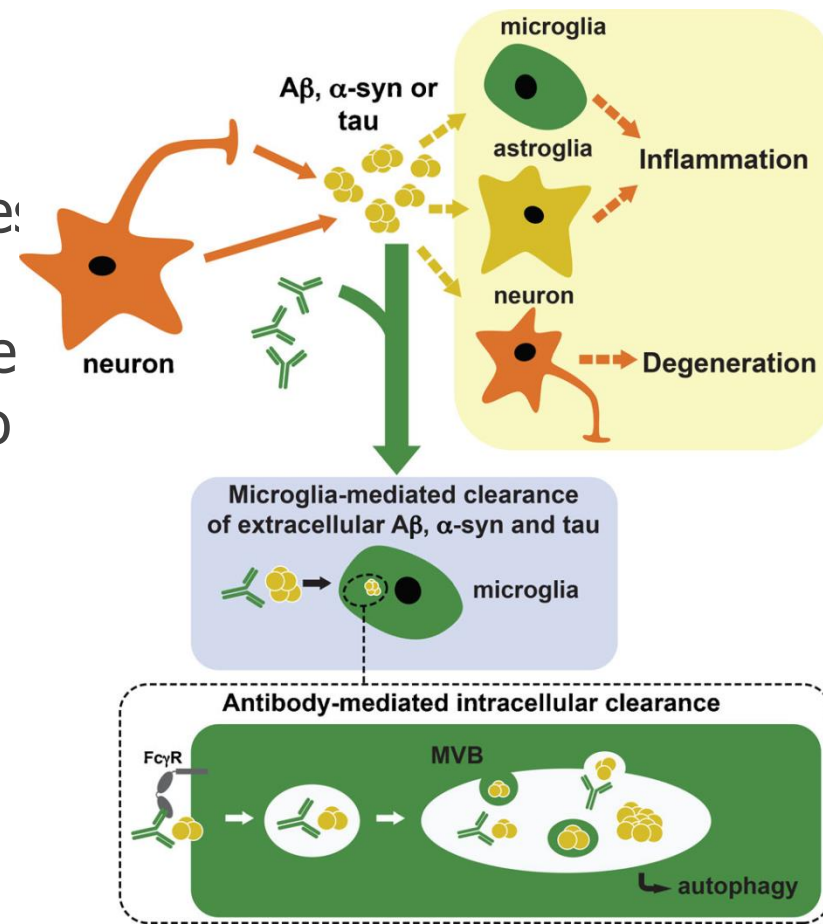 microglia
Aβ, α-syn or
tau
astroglia
Inflammation
neuron
neuron
Degeneration
Microglia-mediated clearance
of extracellular Aβ, α-syn and tau
microglia
Antibody-mediated intracellular clearance
FcγR
MVB
autophagy